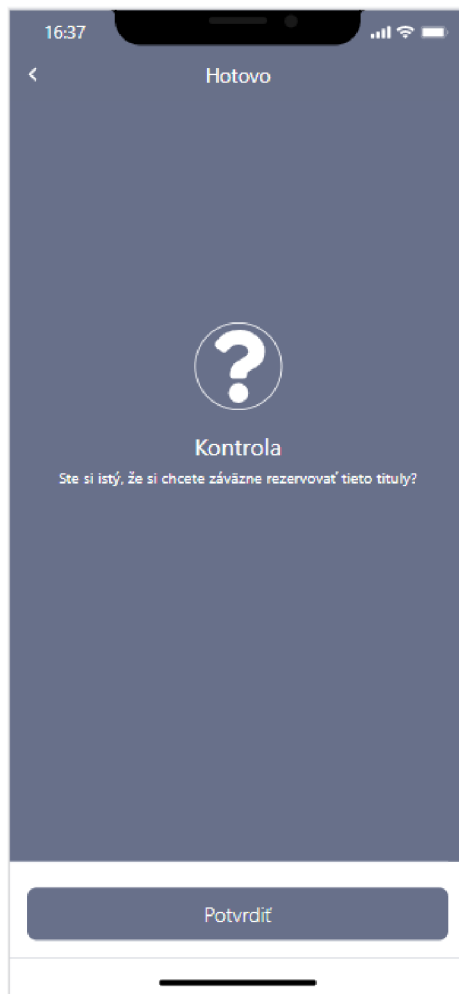 16:37
Hotovo
?
Kontrola
Ste si istý, že si chcete záväzne rezervovať tieto tituly?
Potvrdiť